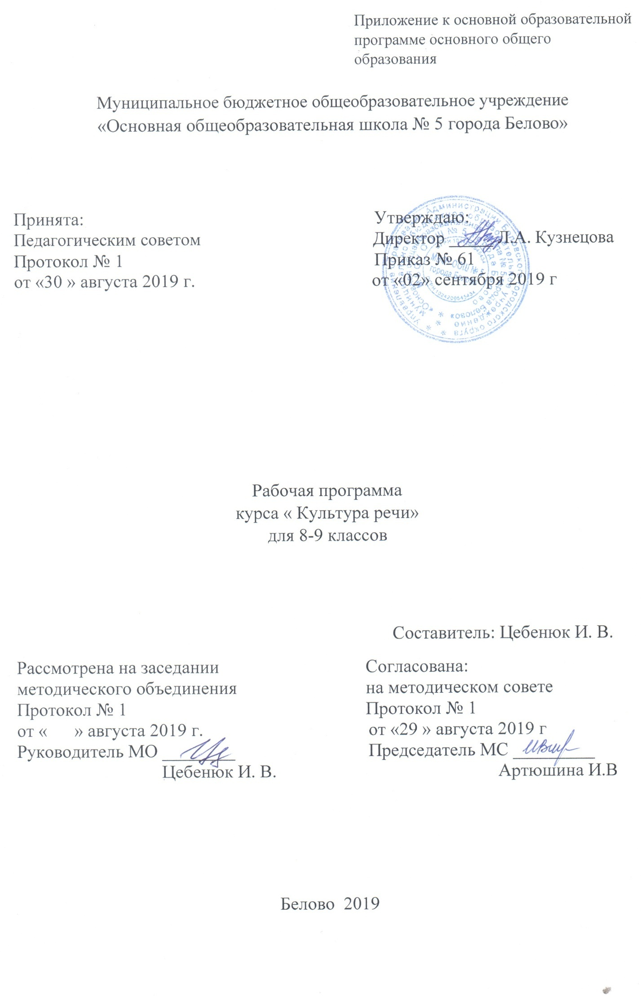 Приложение к основной образовательной
программе основного общего
образования
Муниципальное бюджетное общеобразовательное учреждение
«Основная общеобразовательная школа № 5 города Белово»
Принята:
Педагогическим советом
Протокол № 1
от «30 » августа 2019 г.
Утверждаю:
Директор ______Л.А. Кузнецова
Приказ № 61
от «02» сентября 2019 г
Рабочая программа
курса « Культура речи»
для 8-9 классов
Составитель: Цебенюк И. В.
Рассмотрена на заседании
методического объединения
Протокол № 1
от « » августа 2019 г.
Руководитель МО ________
Цебенюк И. В.
Согласована:
на методическом совете
Протокол № 1
от «29 » августа 2019 г
Председатель МС _________
Артюшина И.В
Белово 2019